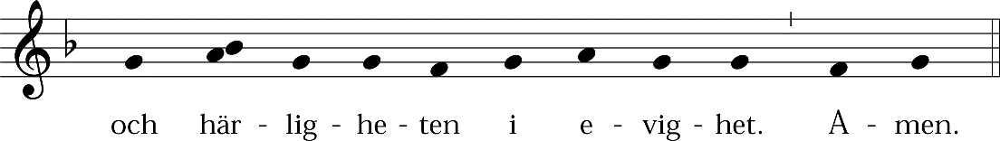 och här - lig - he - ten i e - vig - het. A - men.